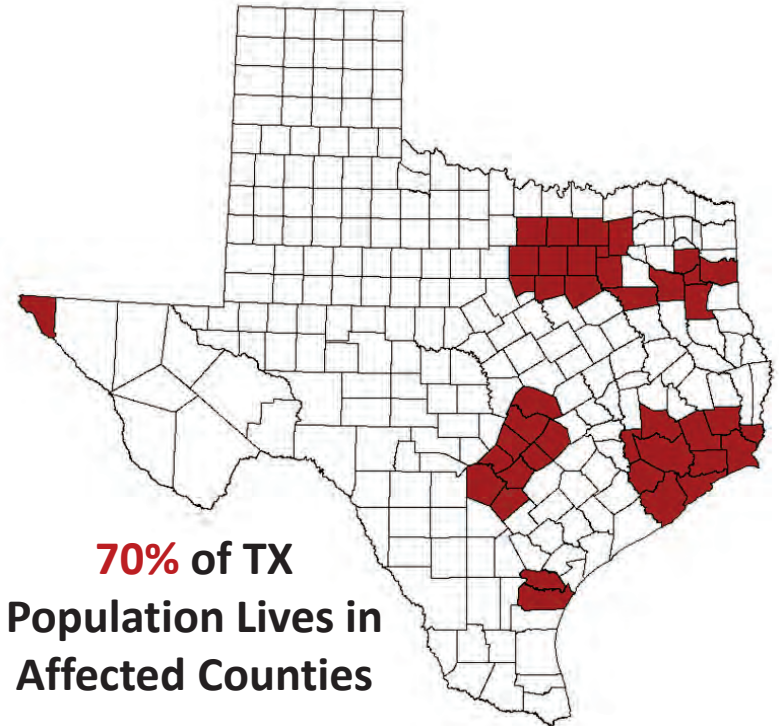 70% of TX
Population Lives in
Affected Counties